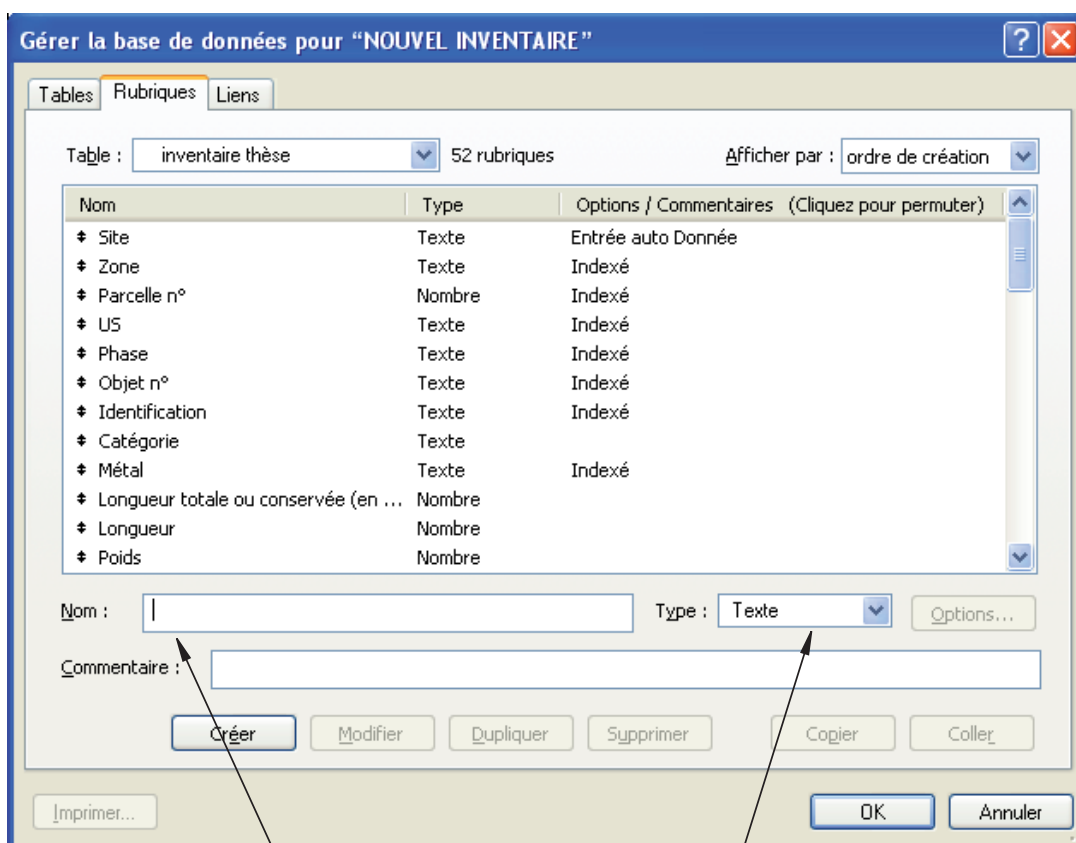 Gérer la base de données pour “NOUVEL INVENTAIRE”
Tables Rubriques Liens
Table : inventaire thèse 52 rubriques Afficher par : ordre de création
Nom Type Options / Commentaires (Cliquez pour permuter)
Site Texte Entrée auto Donnée
Zone Texte Indexé
Parcelle n° Nombre Indexé
US Texte Indexé
Phase Texte Indexé
Objet n° Texte Indexé
Identification Texte Indexé
Catégorie Texte
Métal Texte Indexé
Longueur totale ou conservée (en ... Nombre
Longueur Nombre
Poids Nombre
Nom : Type : Texte Options...
Commentaire :
Créer Modifier Dupliquer Supprimer Copier Coller
Imprimer... OK Annuler